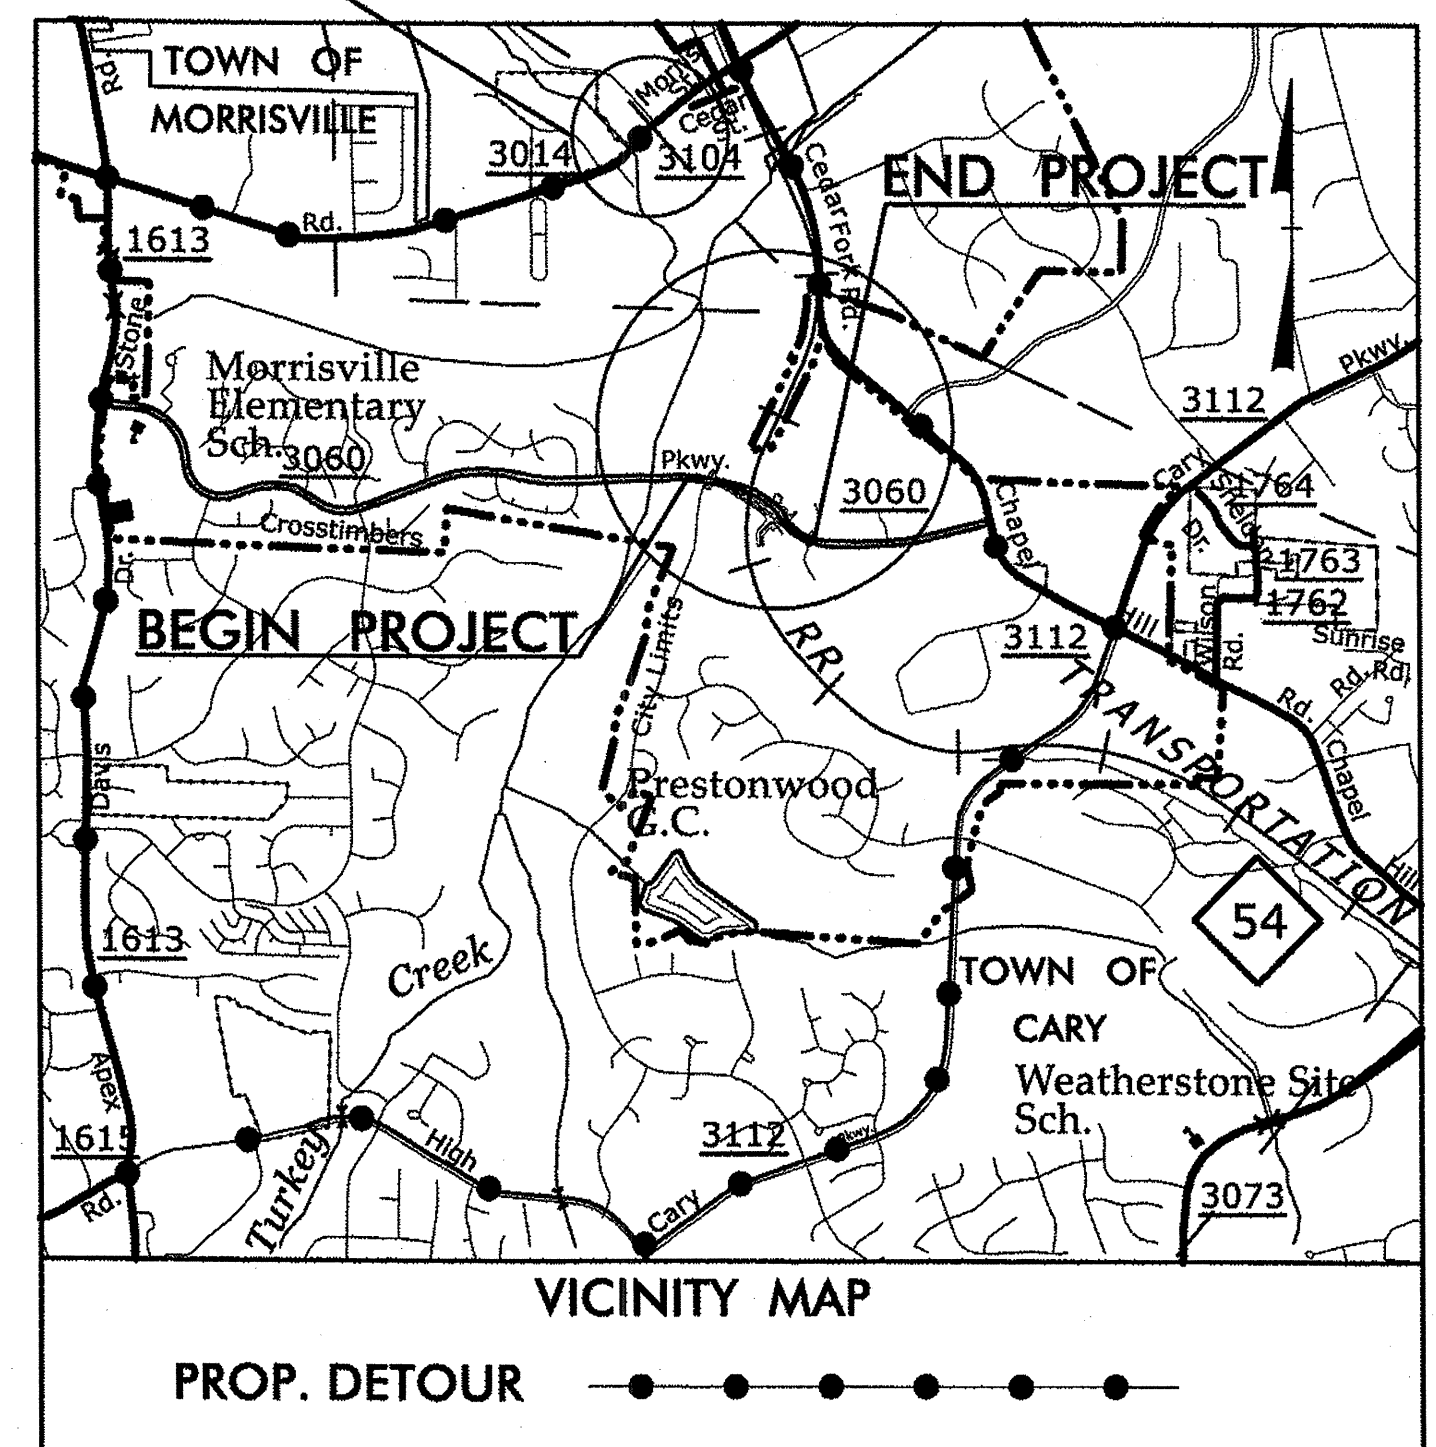 TOWN OF
MORRISVILLE
Rd.
Morris
Cedar
St.
3014
3104
Cedar Fork Rd.
END PROJECT
1613
Rd.
Stone
Morrisville
Elementary
Sch.
3060
Pkwy.
3060
Pkwy.
3112
Cary
1764
Sheldon
Dr.
Crosstimbers
Chapel
1763
1762
Dr.
Hill
Wilson
Rd.
Sunrise
BEGIN PROJECT
3112
Rd.
Rd.
Rd.
City Limits
RR
TRANSPORTATION
Davis
Chapel
Prestonwood
G.C.
Hill
54
1613
Creek
TOWN OF
CARY
Apex
Weatherstone Site
Sch.
1615
Rd.
Turkey
High
3112
Pkwy.
Cary
3073
VICINITY MAP
PROP. DETOUR